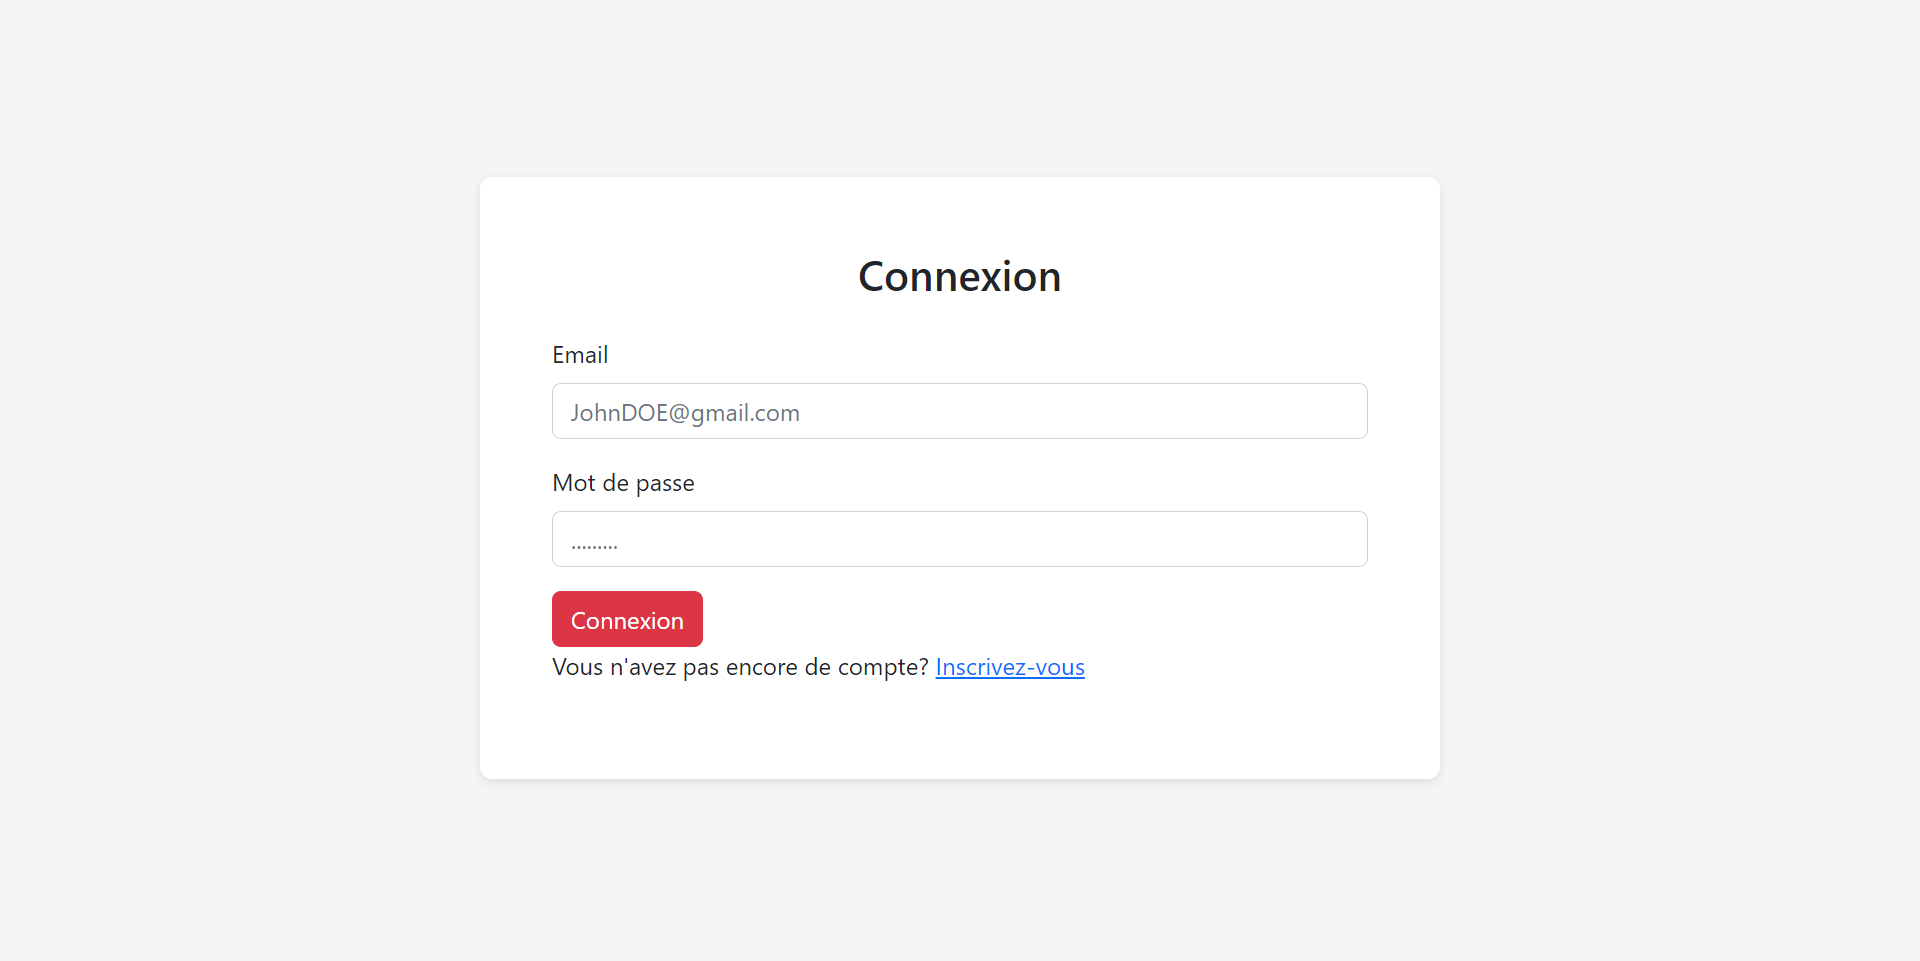 Connexion
Email
JohnDOE@gmail.com
Mot de passe
.........
Connexion
Vous n'avez pas encore de compte? Inscrivez-vous